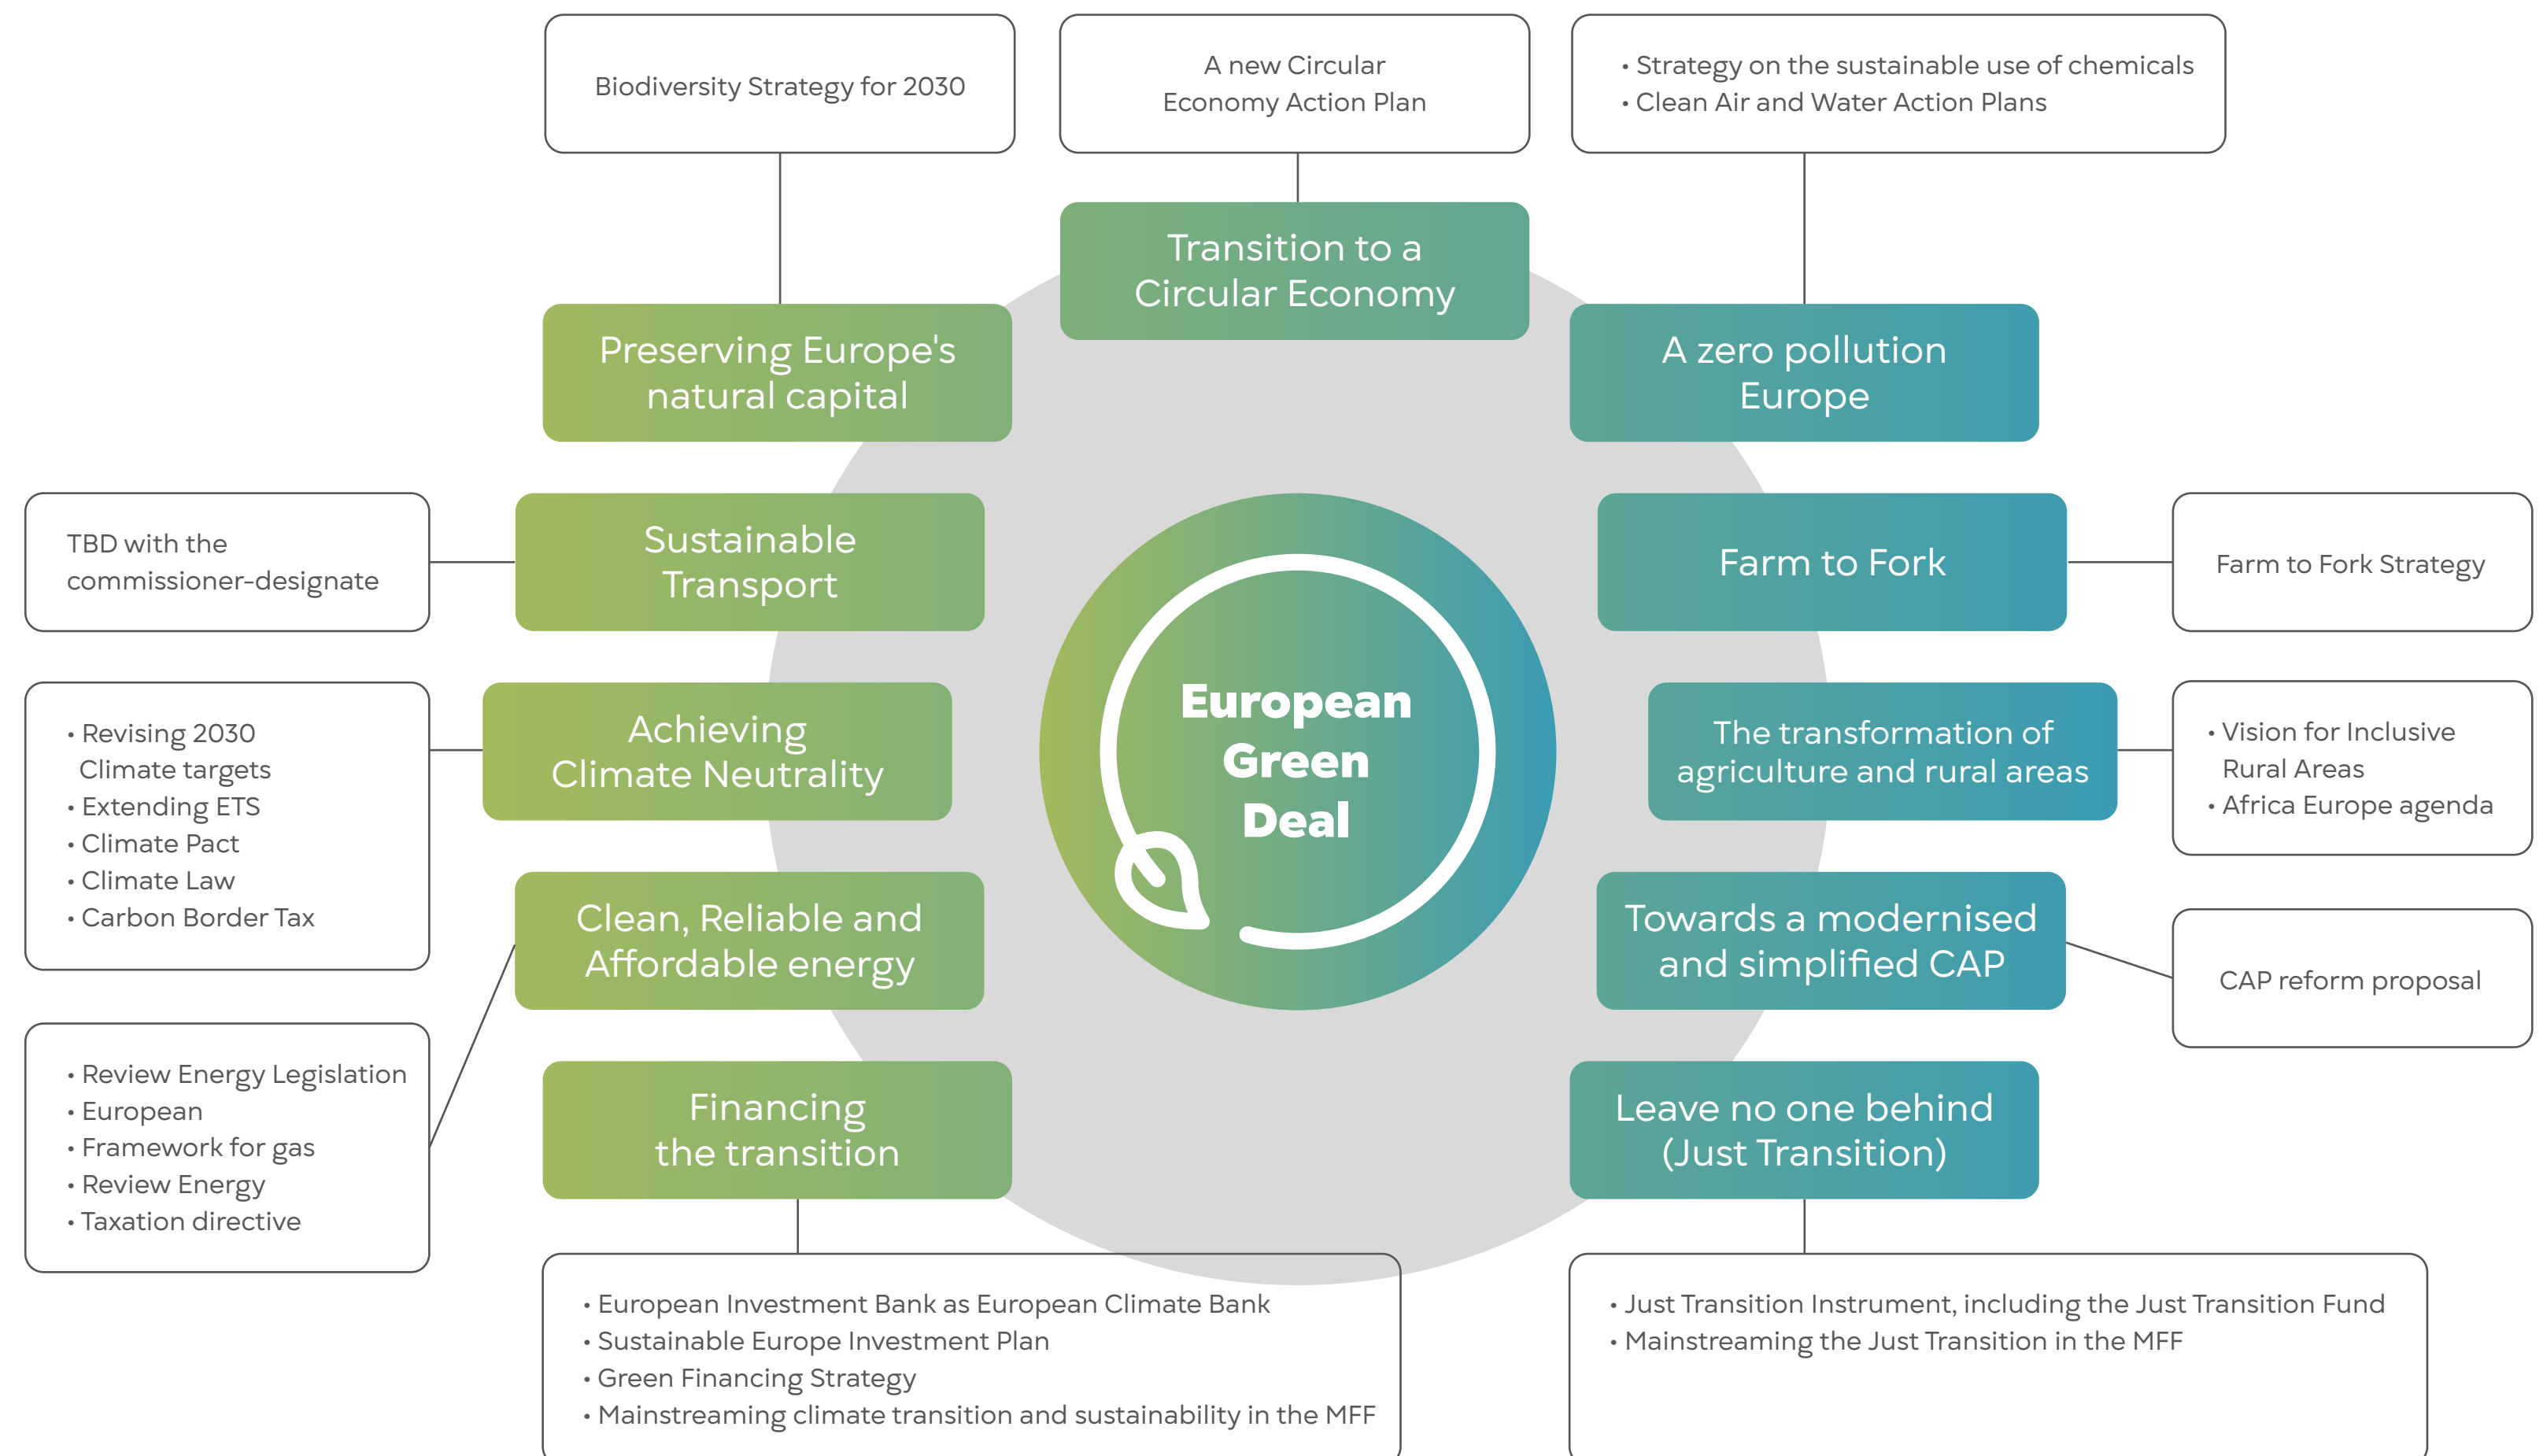 Biodiversity Strategy for 2030
A new Circular
Economy Action Plan
• Strategy on the sustainable use of chemicals
• Clean Air and Water Action Plans
Transition to a
Circular Economy
Preserving Europe's
natural capital
A zero pollution
Europe
TBD with the
commissioner-designate
Sustainable
Transport
Farm to Fork
Farm to Fork Strategy
• Revising 2030
Climate targets
• Extending ETS
• Climate Pact
• Climate Law
• Carbon Border Tax
Achieving
Climate Neutrality
European
Green
Deal
The transformation of
agriculture and rural areas
• Vision for Inclusive
Rural Areas
• Africa Europe agenda
Clean, Reliable and
Affordable energy
Towards a modernised
and simplified CAP
CAP reform proposal
• Review Energy Legislation
• European
• Framework for gas
• Review Energy
• Taxation directive
Financing
the transition
Leave no one behind
(Just Transition)
• European Investment Bank as European Climate Bank
• Sustainable Europe Investment Plan
• Green Financing Strategy
• Mainstreaming climate transition and sustainability in the MFF
• Just Transition Instrument, including the Just Transition Fund
• Mainstreaming the Just Transition in the MFF